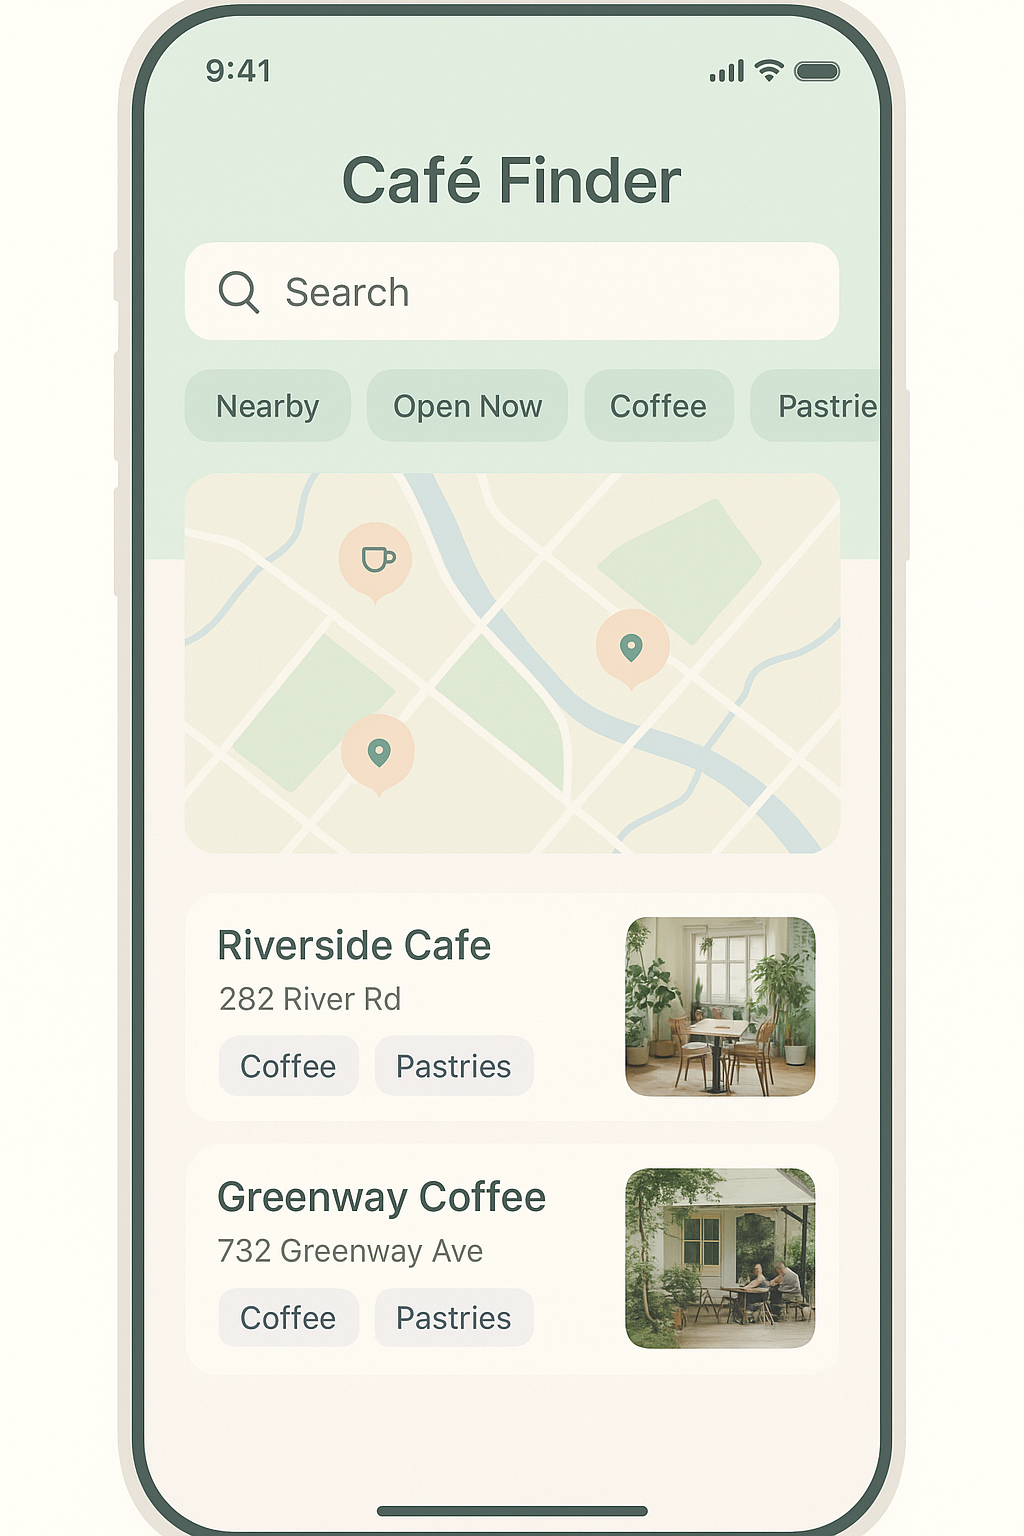 9:41
Café Finder
Search
Nearby Open Now Coffee Pastrie
Riverside Cafe
282 River Rd
Coffee Pastries
Greenway Coffee
732 Greenway Ave
Coffee Pastries